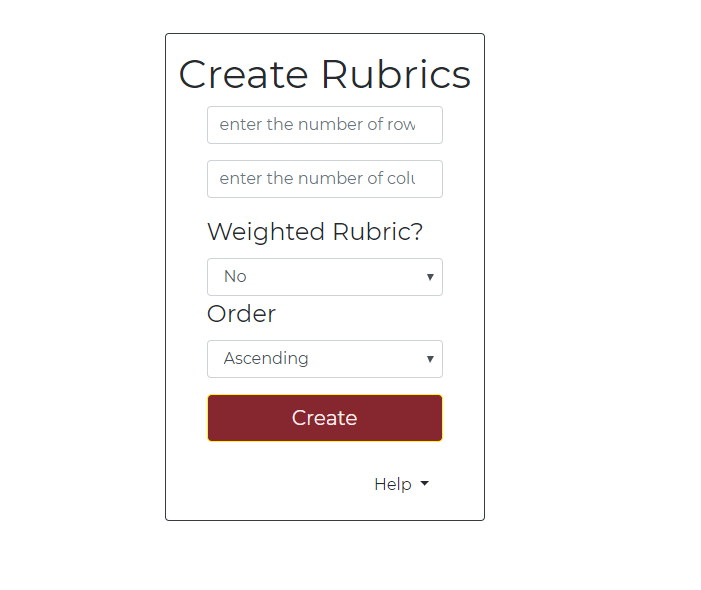 Create Rubrics
enter the number of row
enter the number of colu
Weighted Rubric?
No
Order
Ascending
Create
Help